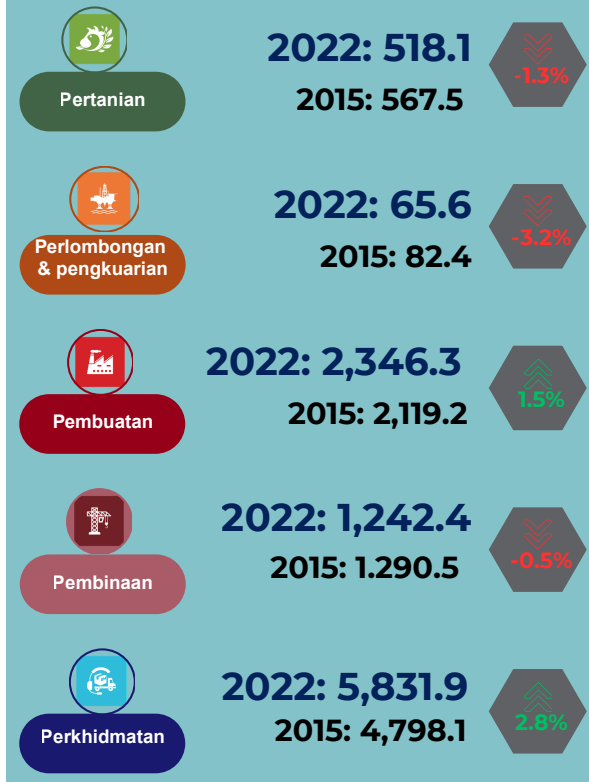 Pertanian
2022: 518.1
2015: 567.5
-1.3%
Perlombongan
& pengkuarian
2022: 65.6
2015: 82.4
-3.2%
Pembuatan
2022: 2,346.3
2015: 2,119.2
1.5%
Pembinaan
2022: 1,242.4
2015: 1.290.5
-0.5%
Perkhidmatan
2022: 5,831.9
2015: 4,798.1
2.8%